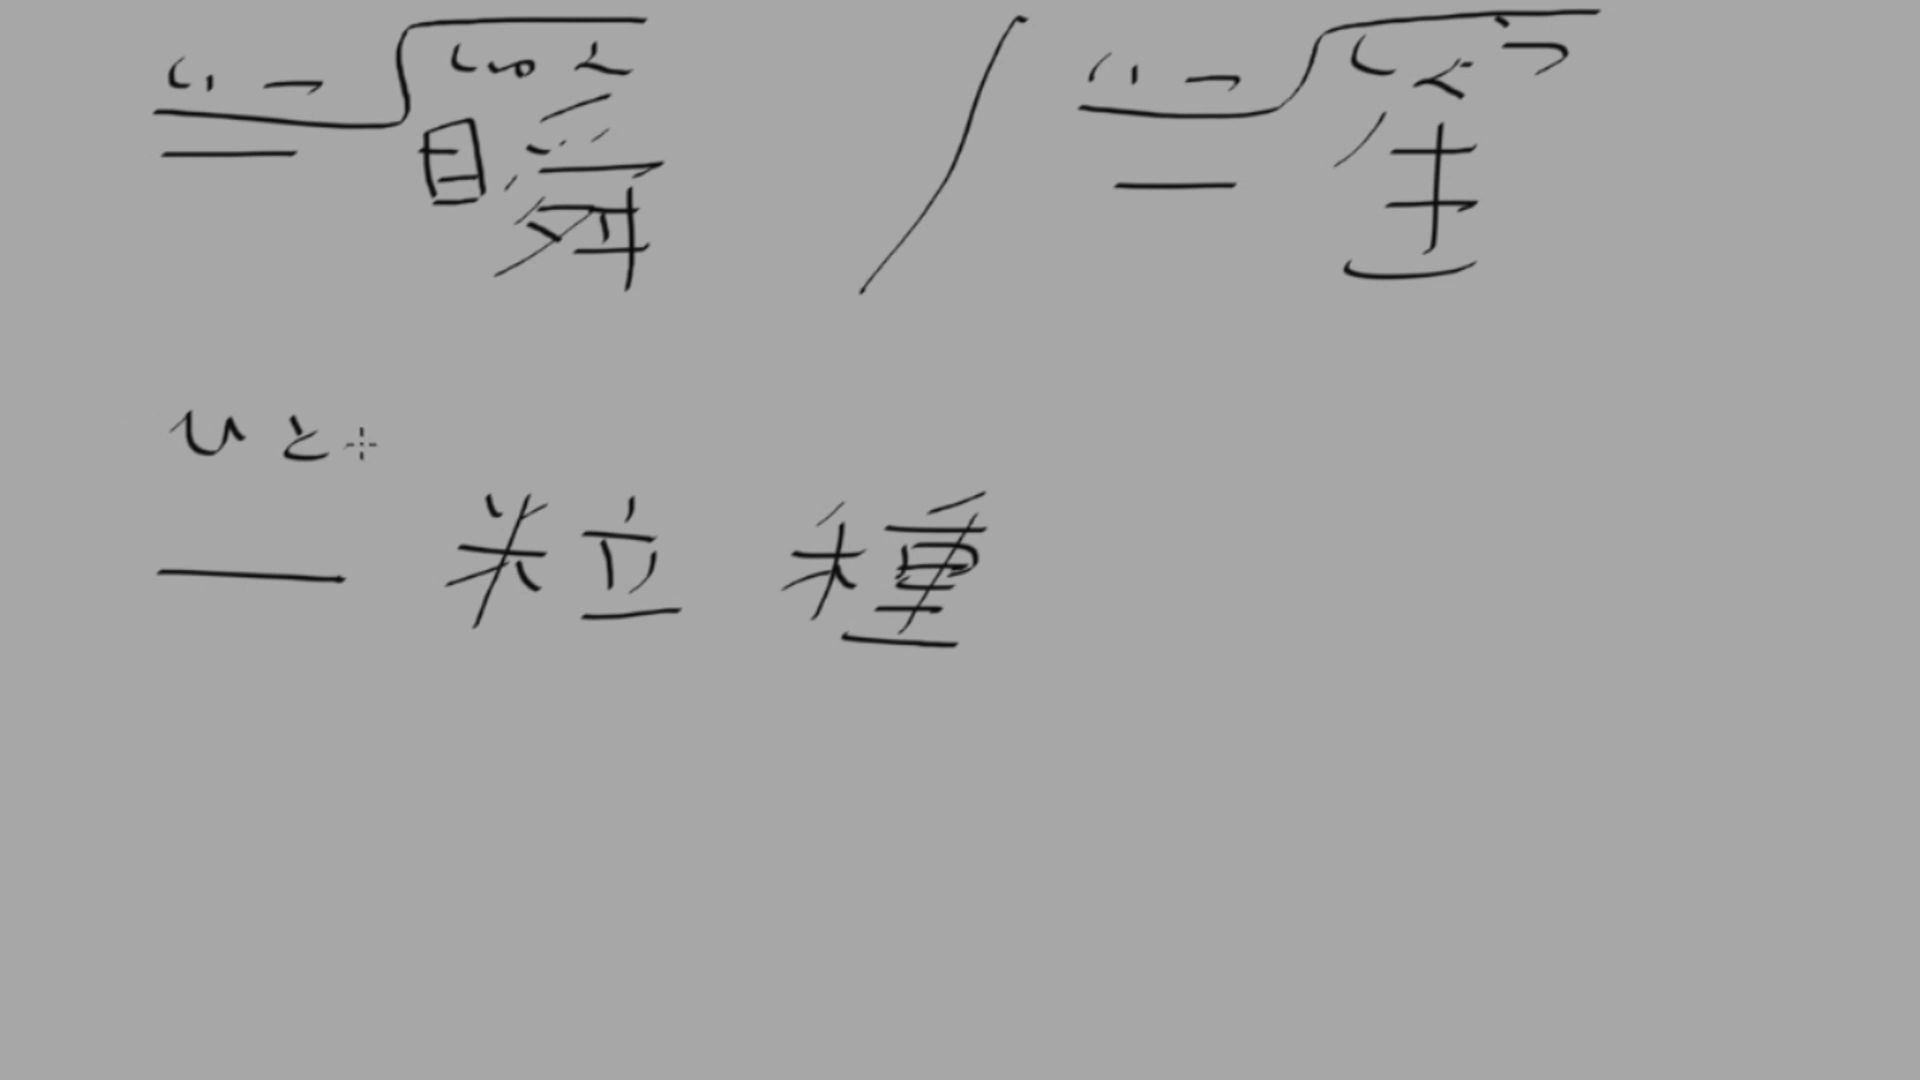 いっしゅん / いっしょう
一瞬 一生
ひと
一粒種